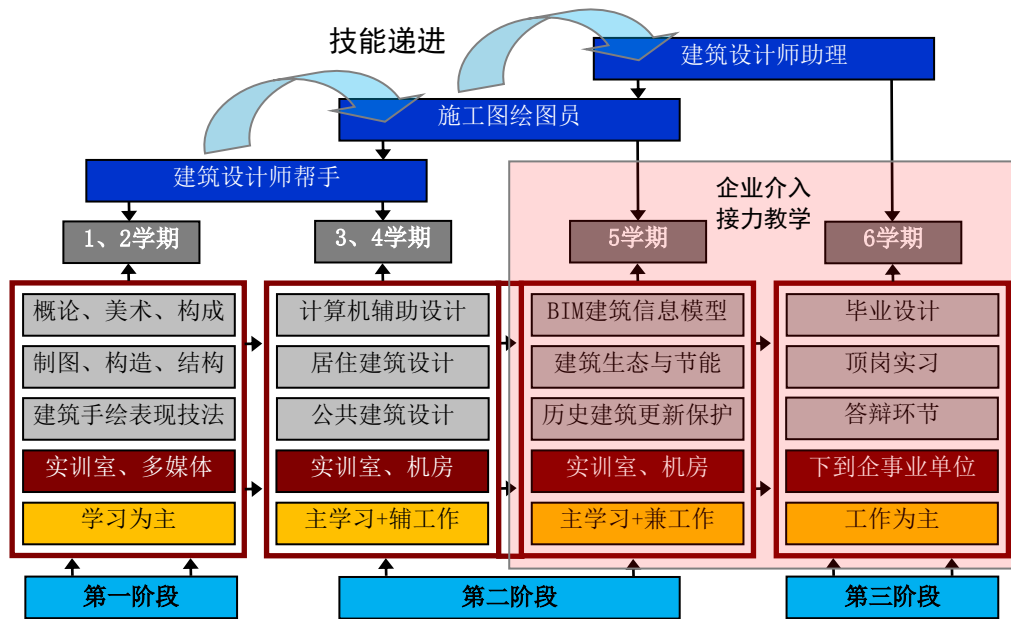 技能递进
建筑设计师助理
施工图绘图员
建筑设计师帮手
企业介入
接力教学
1、2学期
3、4学期
5学期
6学期
概论、美术、构成
制图、构造、结构
建筑手绘表现技法
实训室、多媒体
学习为主
计算机辅助设计
居住建筑设计
公共建筑设计
实训室、机房
主学习+辅工作
BIM建筑信息模型
建筑生态与节能
历史建筑更新保护
实训室、机房
主学习+兼工作
毕业设计
顶岗实习
答辩环节
下到企事业单位
工作为主
第一阶段
第二阶段
第三阶段